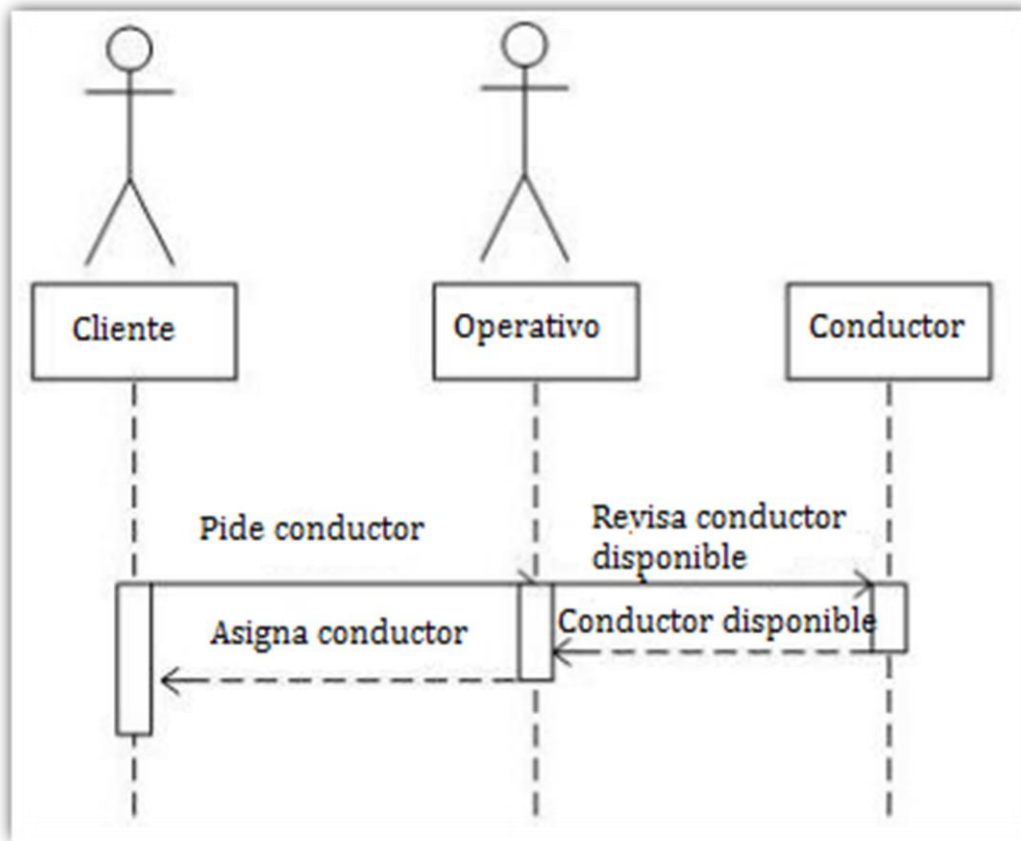 Cliente
Operativo
Conductor
Pide conductor
Revisa conductor
disponible
Asigna conductor
Conductor disponible